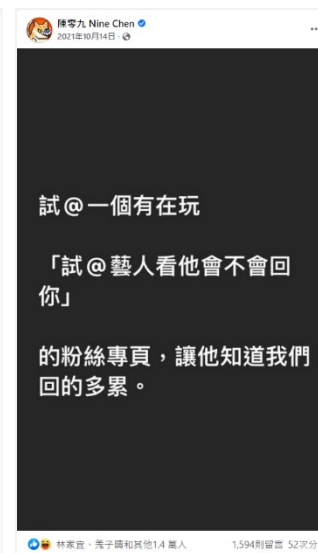 陳零九 Nine Chen
2021年10月14日
試@一個有在玩
「試@藝人看他會不會回
你」
的粉絲專頁，讓他知道我們
回的多累。
林家宜、羗子疇和其他1.4 萬人
1,594則留言 52次分